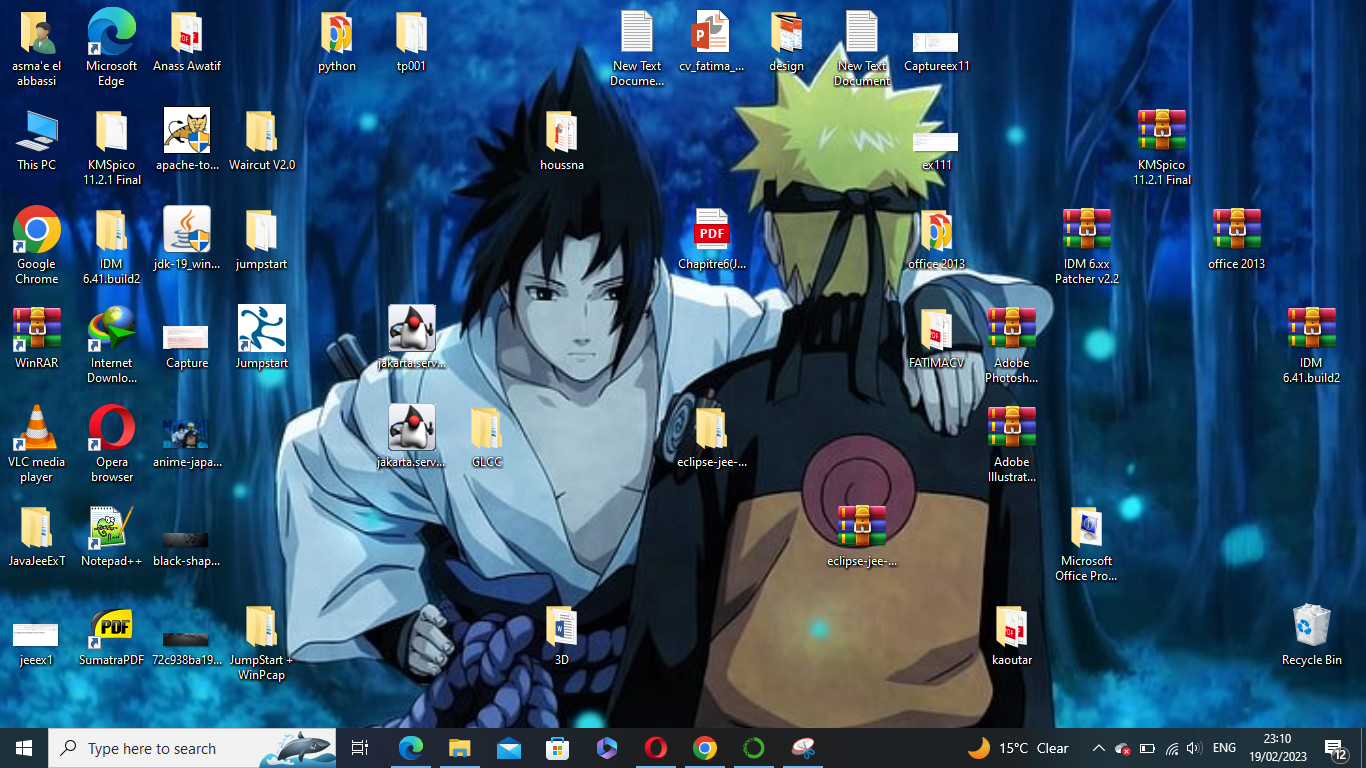 asma'e el
abbassi
Microsoft
Edge
Anass Awatif
python
tp001
New Text
Docume...
cv_fatima_...
design
New Text
Document
Captureex11
This PC
KMSpico
11.2.1 Final
apache-to...
Waircut V2.0
houssna
ex111
KMSpico
11.2.1 Final
Google
Chrome
IDM
6.41.build2
jdk-19_win...
jumpstart
PDF
Chapitre6(J...
office 2013
IDM 6.xx
Patcher v2.2
office 2013
WinRAR
Internet
Downlo...
Capture
Jumpstart
jakarta.serv...
FATIMACV
Adobe
Photosh...
IDM
6.41.build2
VLC media
player
Opera
browser
anime-japa...
jakarta.serv...
GLCC
eclipse-jee-...
Adobe
Illustrat...
JavaJeeExT
Notepad++
black-shap...
eclipse-jee-...
Microsoft
Office Pro...
jeeex1
PDF
SumatraPDF
72c938ba19...
JumpStart +
WinPcap
3D
kaoutar
Recycle Bin
Type here to search
15°C Clear
ENG
23:10
19/02/2023
12